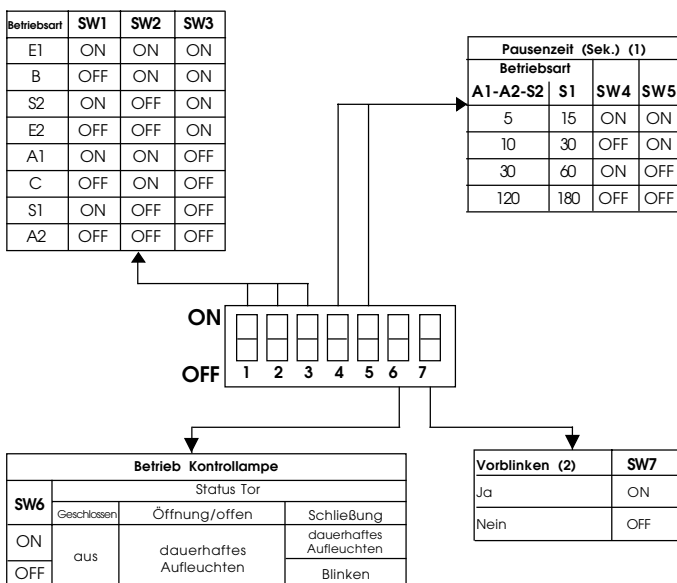 Betriebsart SW1 SW2 SW3
E1 ON ON ON
B OFF ON ON
S2 ON OFF ON
E2 OFF OFF ON
A1 ON ON OFF
C OFF ON OFF
S1 ON OFF OFF
A2 OFF OFF OFF
Pausenzeit (Sek.) (1)
Betriebsart
A1-A2-S2 S1 SW4 SW5
5 15 ON ON
10 30 OFF ON
30 60 ON OFF
120 180 OFF OFF
ON
OFF
1 2 3 4 5 6 7
Betrieb Kontrollampe
SW6
Status Tor
Geschlossen Öffnung/offen Schließung
ON
OFF
aus
dauerhaftes
Aufleuchten
dauerhaftes
Aufleuchten
Blinken
Vorblinken (2) SW7
Ja ON
Nein OFF